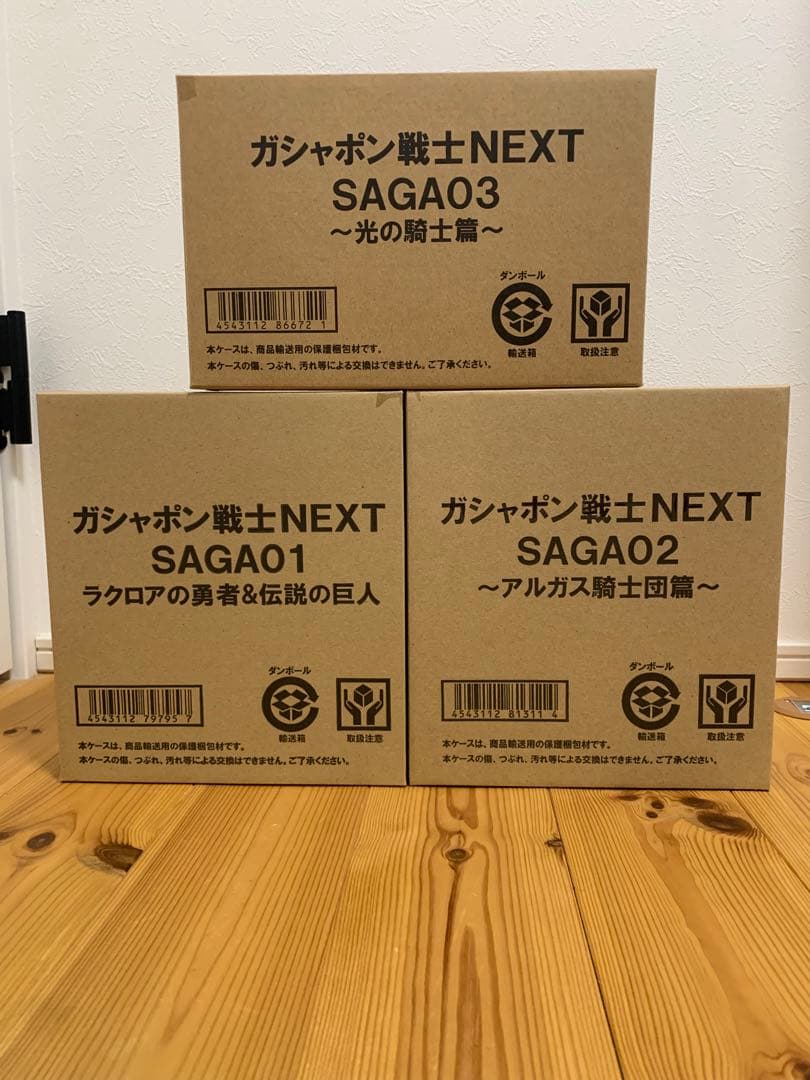 ガシャポン戦士NEXT
SAGA03
～光の騎士篇～
ダンボール
4543112 86672 1
輸送箱
取扱注意
本ケースは、商品輸送用の保護梱包材です。
本ケースの傷、つぶれ、汚れ等による交換はできません。ご了承ください。
ガシャポン戦士NEXT
SAGA01
ラクロアの勇者&伝説の巨人
ダンボール
4543112 79795 7
輸送箱
取扱注意
本ケースは、商品輸送用の保護梱包材です。
本ケースの傷、つぶれ、汚れ等による交換はできません。ご了承ください。
ガシャポン戦士NEXT
SAGA02
～アルガス騎士団篇～
ダンボール
4543112 81311 4
輸送箱
取扱注意
本ケースは、商品輸送用の保護梱包材です。
本ケースの傷、つぶれ、汚れ等による交換はできません。ご了承ください。